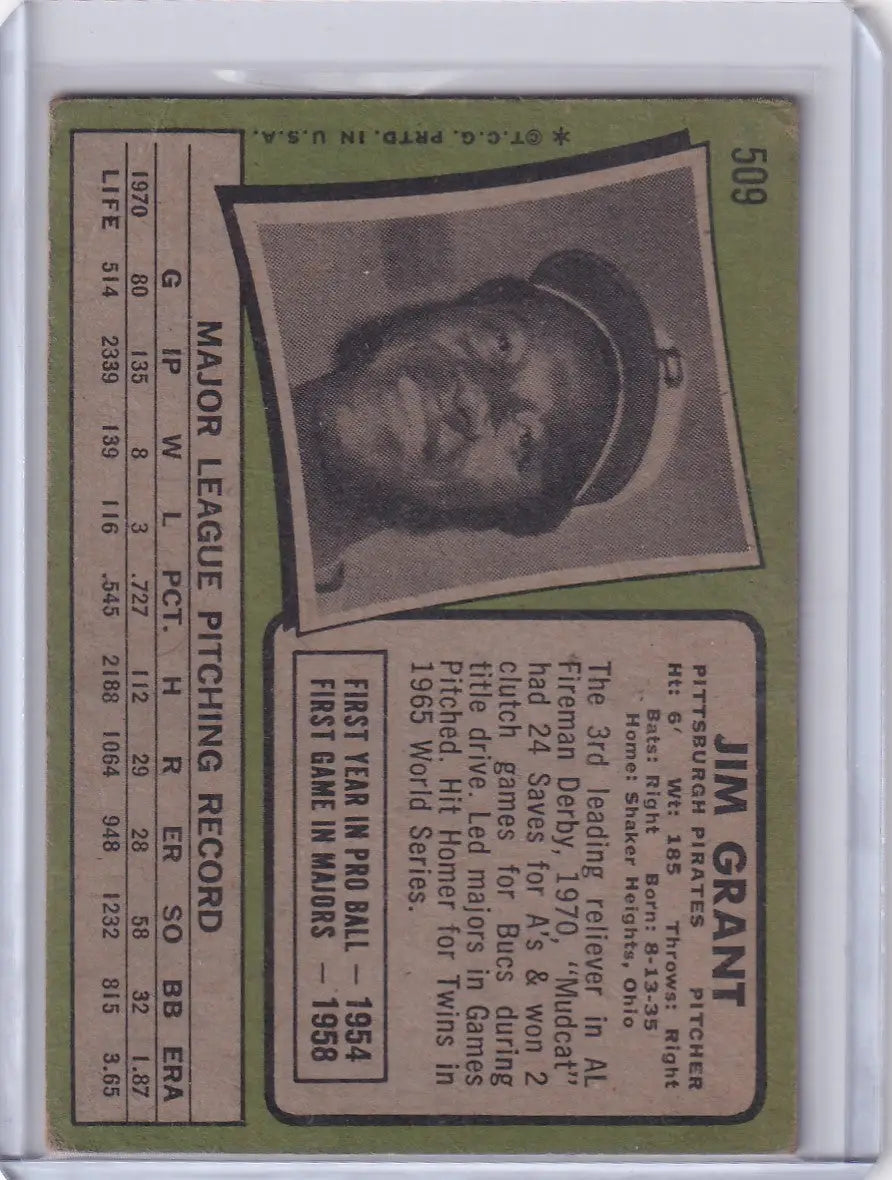 509
* ©T.C.G. PRTD. IN U.S.A.
P
JIM GRANT
PITTSBURGH PIRATES PITCHER
Ht: 6' Wt: 185 Throws: Right
Bats: Right Born: 8-13-35
Home: Shaker Heights, Ohio
The 3rd leading reliever in AL
Fireman Derby, 1970, "Mudcat"
had 24 Saves for A's & won 2
clutch games for Bucs during
title drive. Led majors in Games
Pitched. Hit Homer for Twins in
1965 World Series.
FIRST YEAR IN PRO BALL — 1954
FIRST GAME IN MAJORS — 1958
MAJOR LEAGUE PITCHING RECORD
G IP W L PCT. H R ER SO BB ERA
1970 80 135 8 3 .727 112 29 28 58 32 1.87
LIFE 514 2339 139 116 .545 2188 1064 948 1232 815 3.65